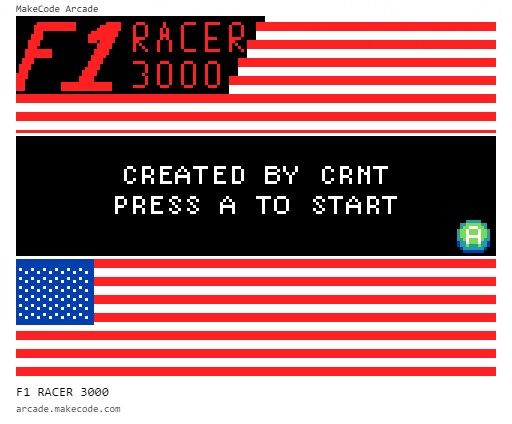 MakeCode Arcade
F1 RACER
3000
CREATED BY CRNT
PRESS A TO START
A
F1 RACER 3000
arcade.makecode.com